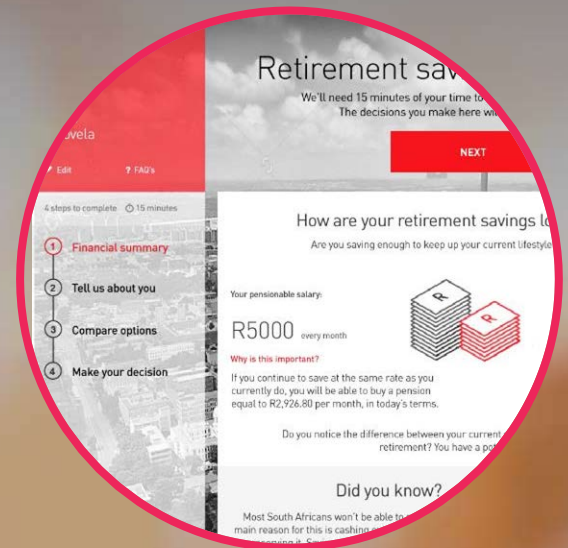 Retirement sav
We'll need 15 minutes of your time to
The decisions you make here
NEXT
vela
Edit
? FAQ's
4 steps to complete
15 minutes
1 Financial summary
2 Tell us about you
3 Compare options
4 Make your decision
How are your retirement savings
Are you saving enough to keep up your current lifestyle
Your pensionable salary:
R5000 every month
R
R
Why is this important?
If you continue to save at the same rate as you
currently do, you will be able to buy a pension
equal to R2,926.80 per month, in today's terms.
Do you notice the difference between your current
retirement? You have a
Did you know?
Most South Africans won't be able to
main reason for this is cashing